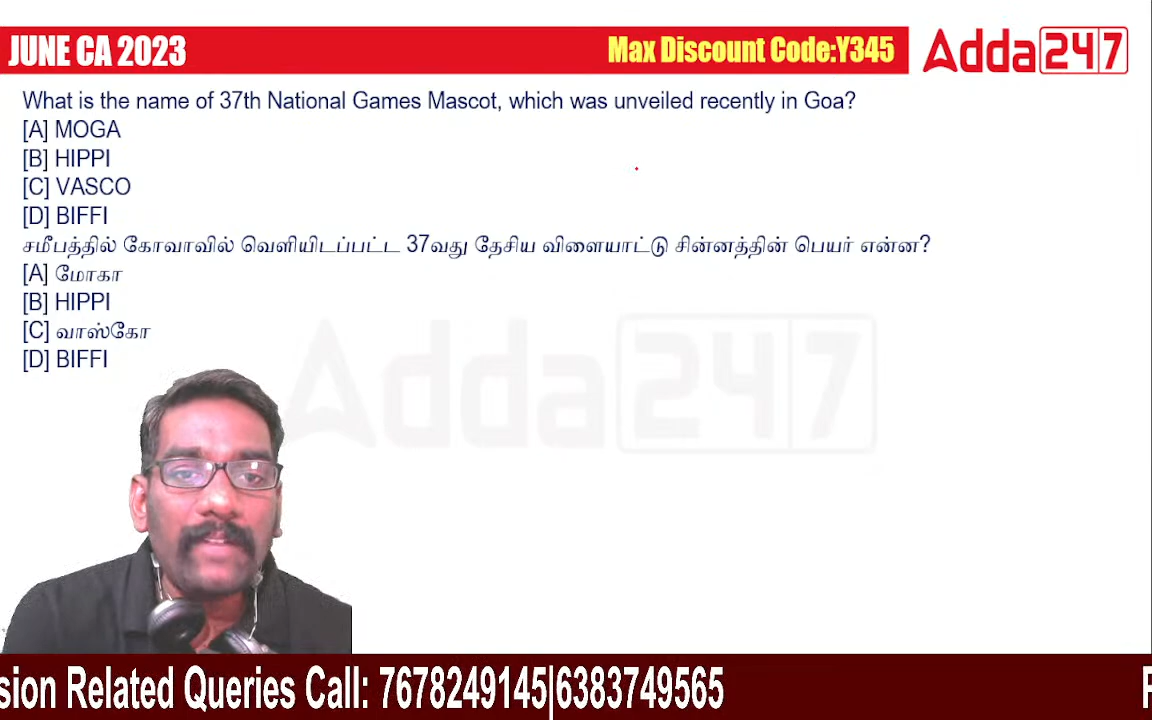 JUNE CA 2023
Max Discount Code:Y345
Adda247
What is the name of 37th National Games Mascot, which was unveiled recently in Goa?
[A] MOGA
[B] HIPPI
[C] VASCO
[D] BIFFI
சமீபத்தில் கோவாவில் வெளியிடப்பட்ட 37வது தேசிய விளையாட்டு சின்னத்தின் பெயர் என்ன?
[A] மோகா
[B] HIPPI
[C] வாஸ்கோ
[D] BIFFI
Adda247
sion Related Queries Call: 7678249145|6383749565